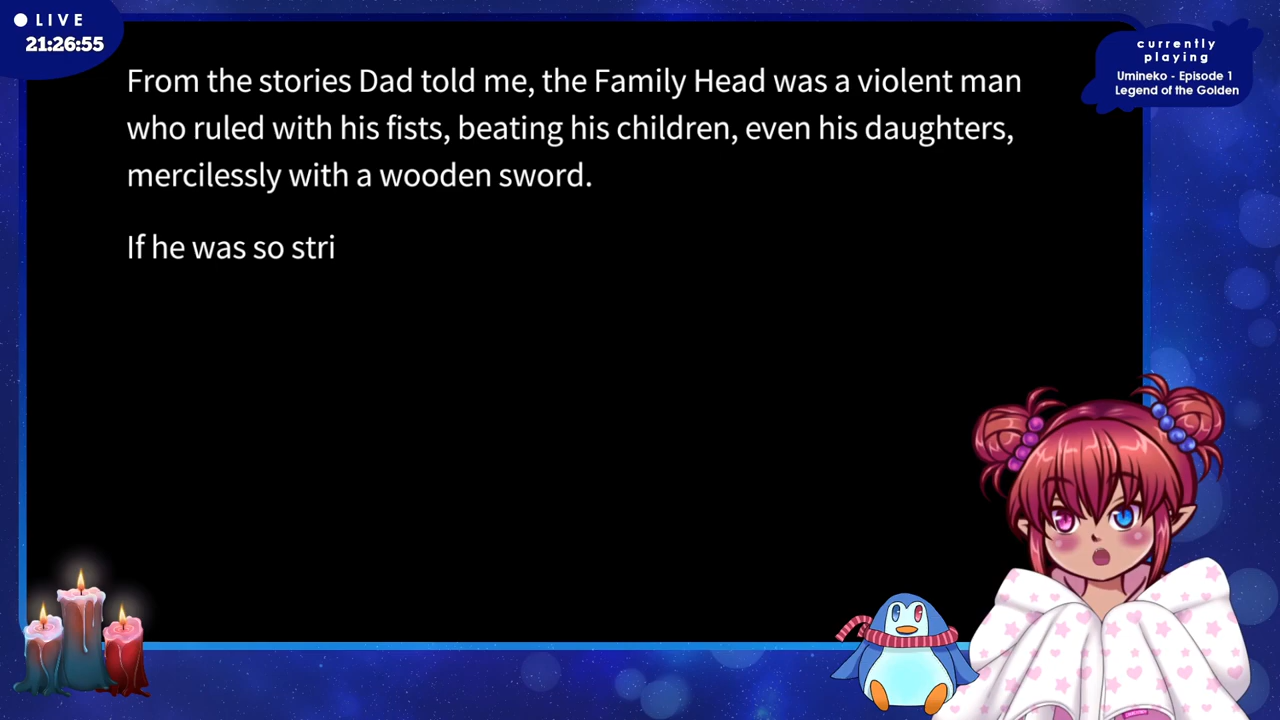 LIVE
21:26:55
currently
playing
Umineko - Episode 1
Legend of the Golden
From the stories Dad told me, the Family Head was a violent man
who ruled with his fists, beating his children, even his daughters,
mercilessly with a wooden sword.
If he was so stri